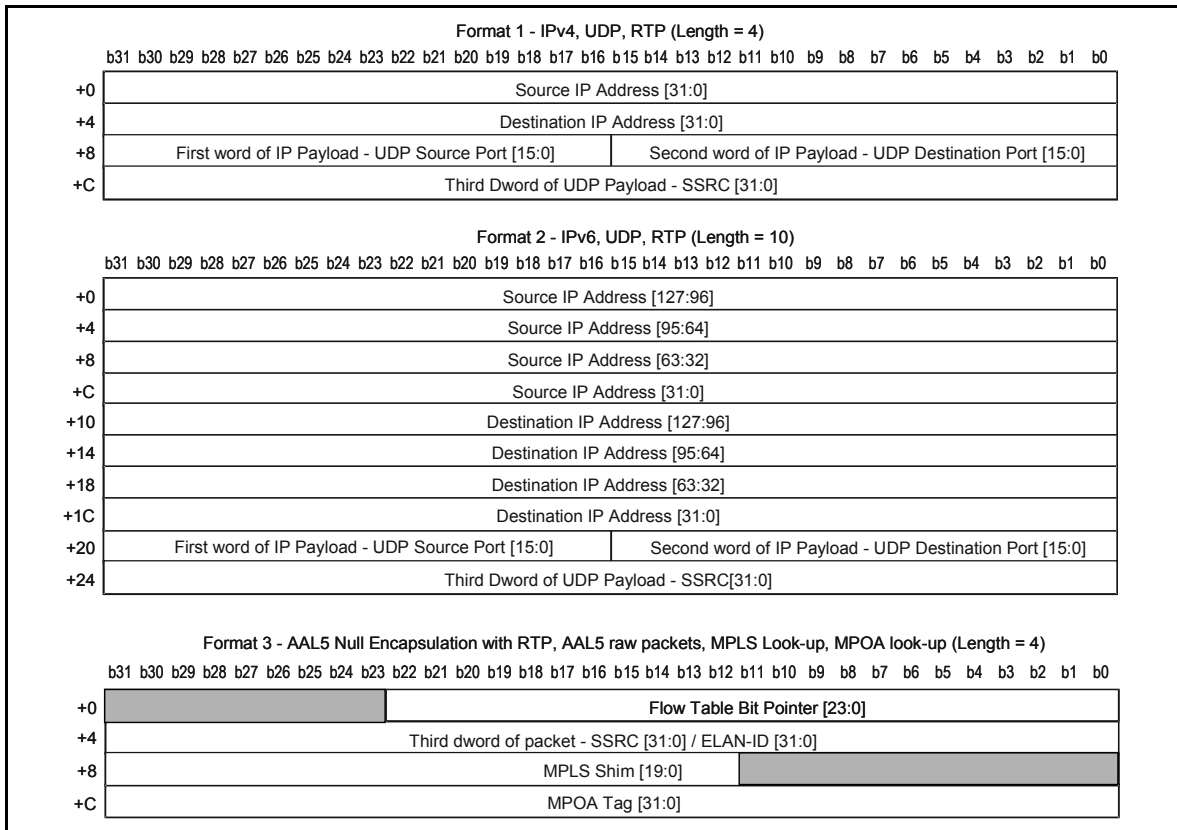 Format 1 - IPv4, UDP, RTP (Length = 4)
b31 b30 b29 b28 b27 b26 b25 b24 b23 b22 b21 b20 b19 b18 b17 b16 b15 b14 b13 b12 b11 b10 b9 b8 b7 b6 b5 b4 b3 b2 b1 b0
+0 Source IP Address [31:0]
+4 Destination IP Address [31:0]
+8 First word of IP Payload - UDP Source Port [15:0] Second word of IP Payload - UDP Destination Port [15:0]
+C Third Dword of UDP Payload - SSRC [31:0]
Format 2 - IPv6, UDP, RTP (Length = 10)
b31 b30 b29 b28 b27 b26 b25 b24 b23 b22 b21 b20 b19 b18 b17 b16 b15 b14 b13 b12 b11 b10 b9 b8 b7 b6 b5 b4 b3 b2 b1 b0
+0 Source IP Address [127:96]
+4 Source IP Address [95:64]
+8 Source IP Address [63:32]
+C Source IP Address [31:0]
+10 Destination IP Address [127:96]
+14 Destination IP Address [95:64]
+18 Destination IP Address [63:32]
+1C Destination IP Address [31:0]
+20 First word of IP Payload - UDP Source Port [15:0] Second word of IP Payload - UDP Destination Port [15:0]
+24 Third Dword of UDP Payload - SSRC[31:0]
Format 3 - AAL5 Null Encapsulation with RTP, AAL5 raw packets, MPLS Look-up, MPOA look-up (Length = 4)
b31 b30 b29 b28 b27 b26 b25 b24 b23 b22 b21 b20 b19 b18 b17 b16 b15 b14 b13 b12 b11 b10 b9 b8 b7 b6 b5 b4 b3 b2 b1 b0
+0 Flow Table Bit Pointer [23:0]
+4 Third dword of packet - SSRC [31:0] / ELAN-ID [31:0]
+8 MPLS Shim [19:0]
+C MPOA Tag [31:0]